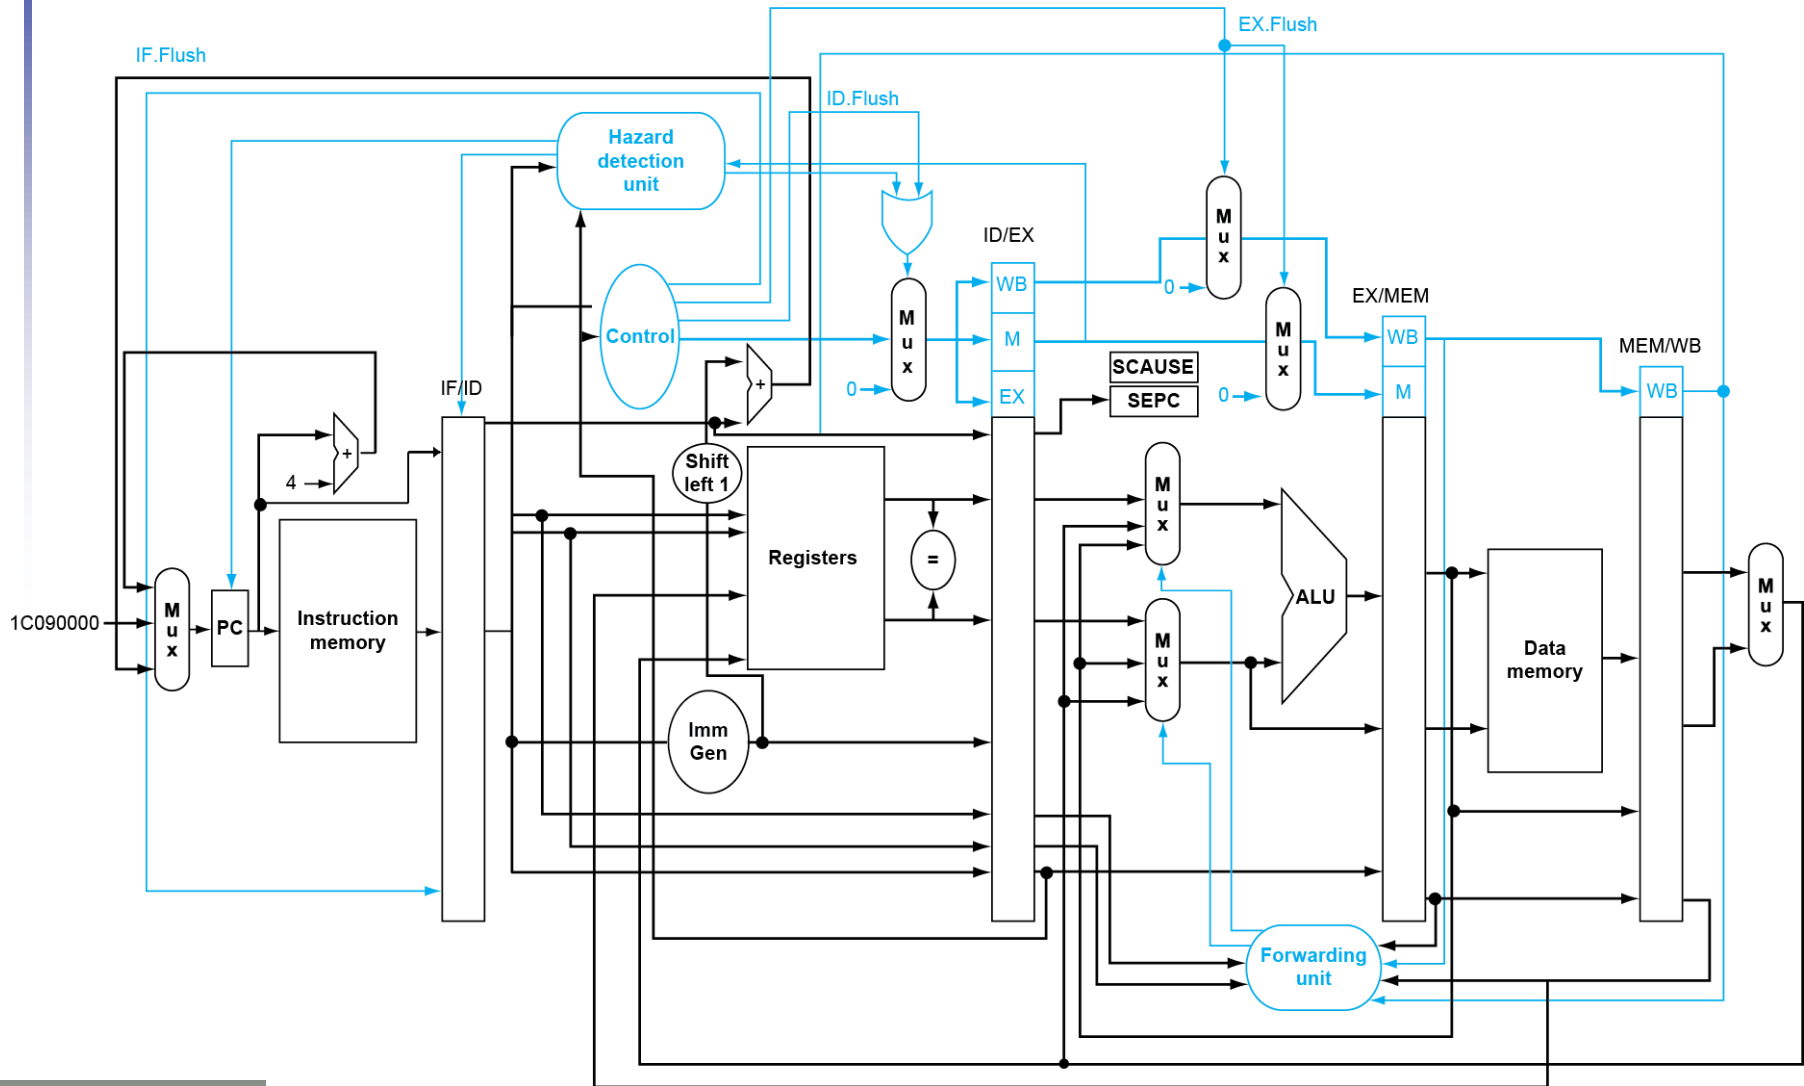 EX.Flush
IF.Flush
ID.Flush
Hazard
detection
unit
M
u
x
0
ID/EX
WB
M
EX
Control
M
u
x
0
M
u
x
0
EX/MEM
WB
M
MEM/WB
WB
SCAUSE
SEPC
IF/ID
+
+
4
Shift
left 1
M
u
x
Registers
=
ALU
M
u
x
1C090000
M
u
x
PC
Instruction
memory
Data
memory
M
u
x
Imm
Gen
Forwarding
unit